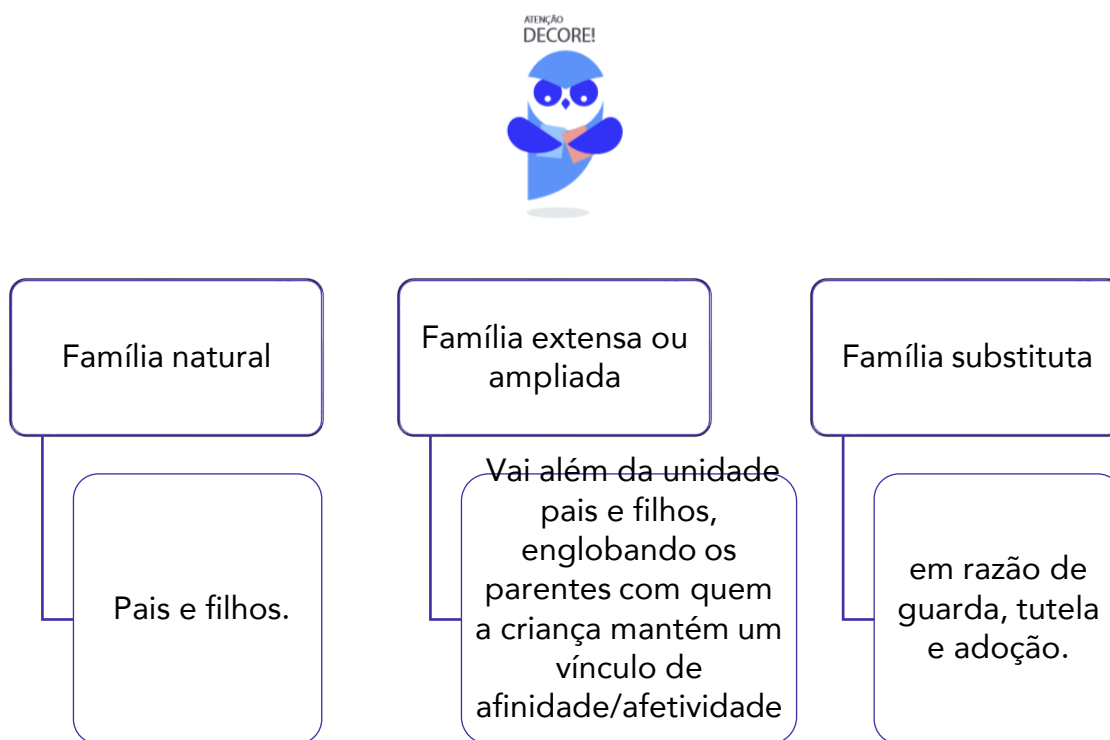 ATENÇÃO
DECORE!
Família natural
Pais e filhos.
Família extensa ou
ampliada
Vai além da unidade
pais e filhos,
englobando os
parentes com quem
a criança mantém um
vínculo de
afinidade/afetividade
Família substituta
em razão de
guarda, tutela
e adoção.